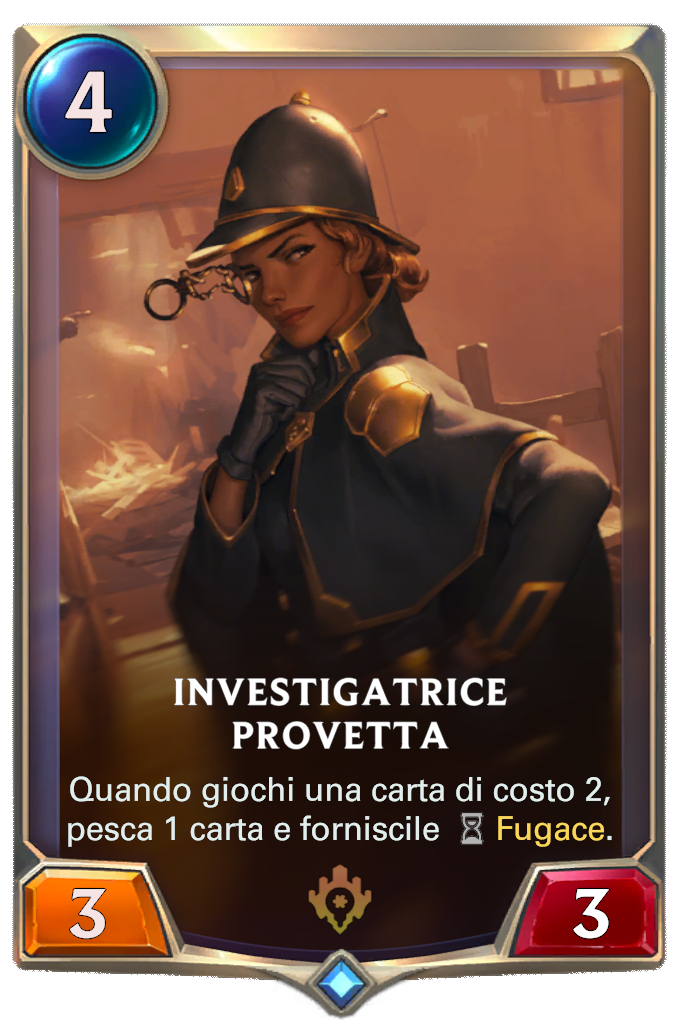 4
INVESTIGATRICE
PROVETTA
Quando giochi una carta di costo 2,
pesca 1 carta e forniscile Fugace.
3
3